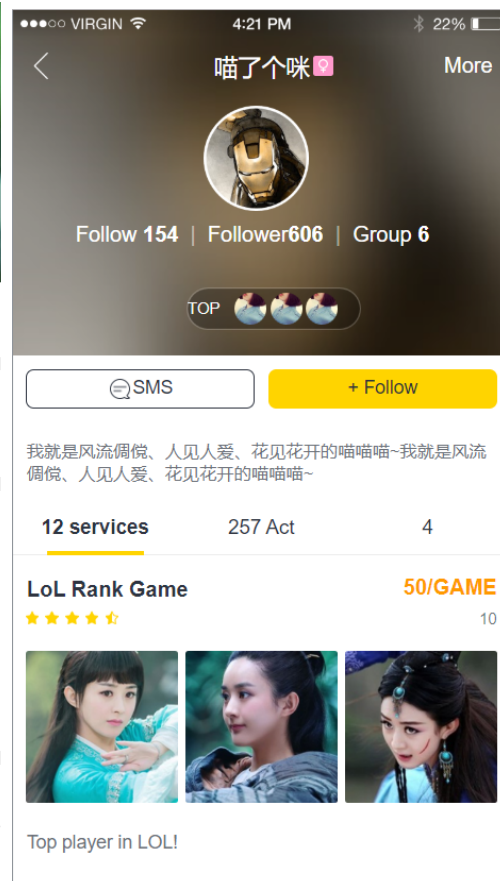 VIRGIN 4:21 PM 22%
喵了个咪 More
Follow 154 | Follower606 | Group 6
TOP
SMS + Follow
我就是风流倜傥、人见人爱、花见花开的喵喵喵~我就是风流
倜傥、人见人爱、花见花开的喵喵喵~
12 services 257 Act 4
LoL Rank Game 50/GAME
10
Top player in LOL!